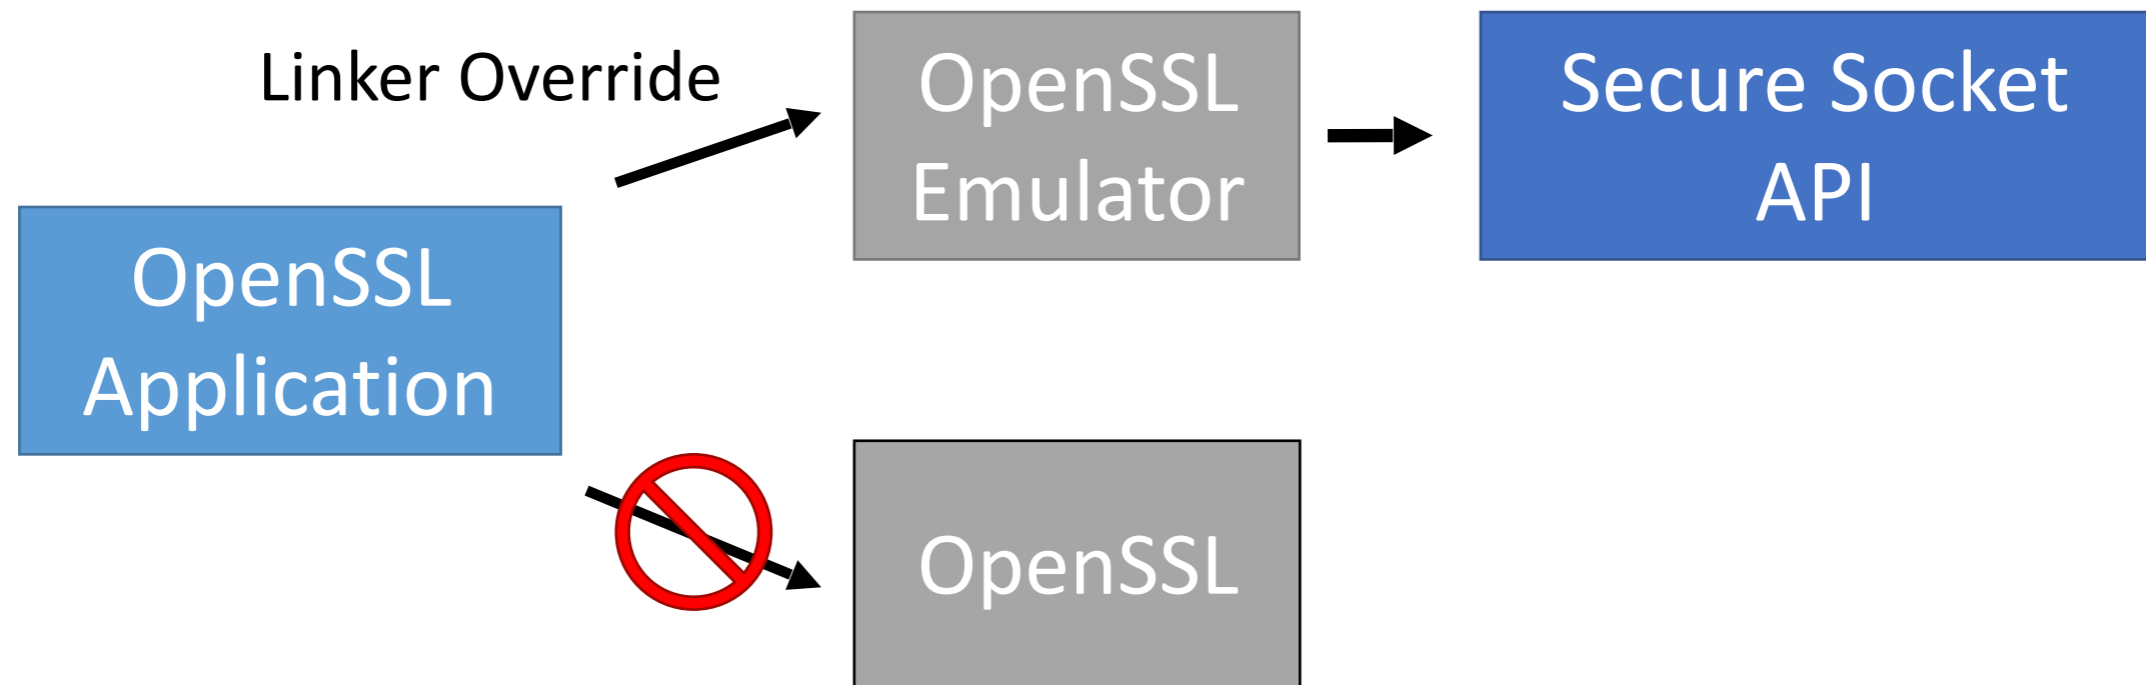 Linker Override
OpenSSL
Emulator
Secure Socket
API
OpenSSL
Application
OpenSSL